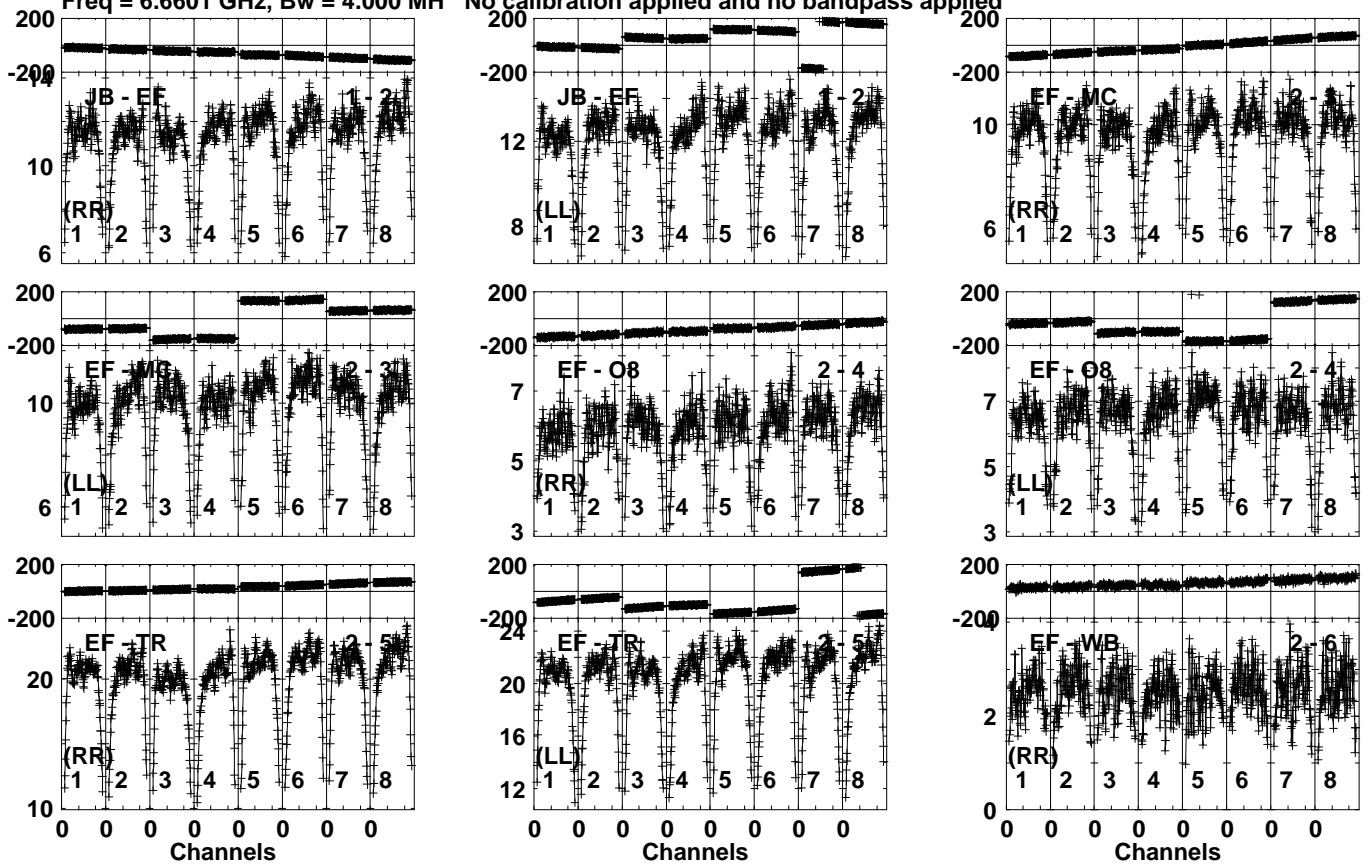 Freq = 6.6601 GHz, Bw = 4.000 MH No calibration applied and no bandpass applied
200
-200
14
10
6
JB - EF 1 - 2
(RR)
1 2 3 4 5 6 7 8
200
-200
12
8
JB - EF 1 - 2
(LL)
1 2 3 4 5 6 7 8
200
-200
10
6
EF - MC 2 - 3
(RR)
1 2 3 4 5 6 7 8
200
-200
10
6
EF - MC 2 - 3
(LL)
1 2 3 4 5 6 7 8
200
-200
7
5
3
EF - O8 2 - 4
(RR)
1 2 3 4 5 6 7 8
200
-200
7
5
3
EF - O8 2 - 4
(LL)
1 2 3 4 5 6 7 8
200
-200
20
10
EF - TR 2 - 5
(RR)
1 2 3 4 5 6 7 8
0 0 0 0 0 0 0 0
Channels
200
-200
24
20
16
12
EF - TR 2 - 5
(LL)
1 2 3 4 5 6 7 8
0 0 0 0 0 0 0 0
Channels
200
-200
4
2
0
EF - WB 2 - 6
(RR)
1 2 3 4 5 6 7 8
0 0 0 0 0 0 0 0
Channels